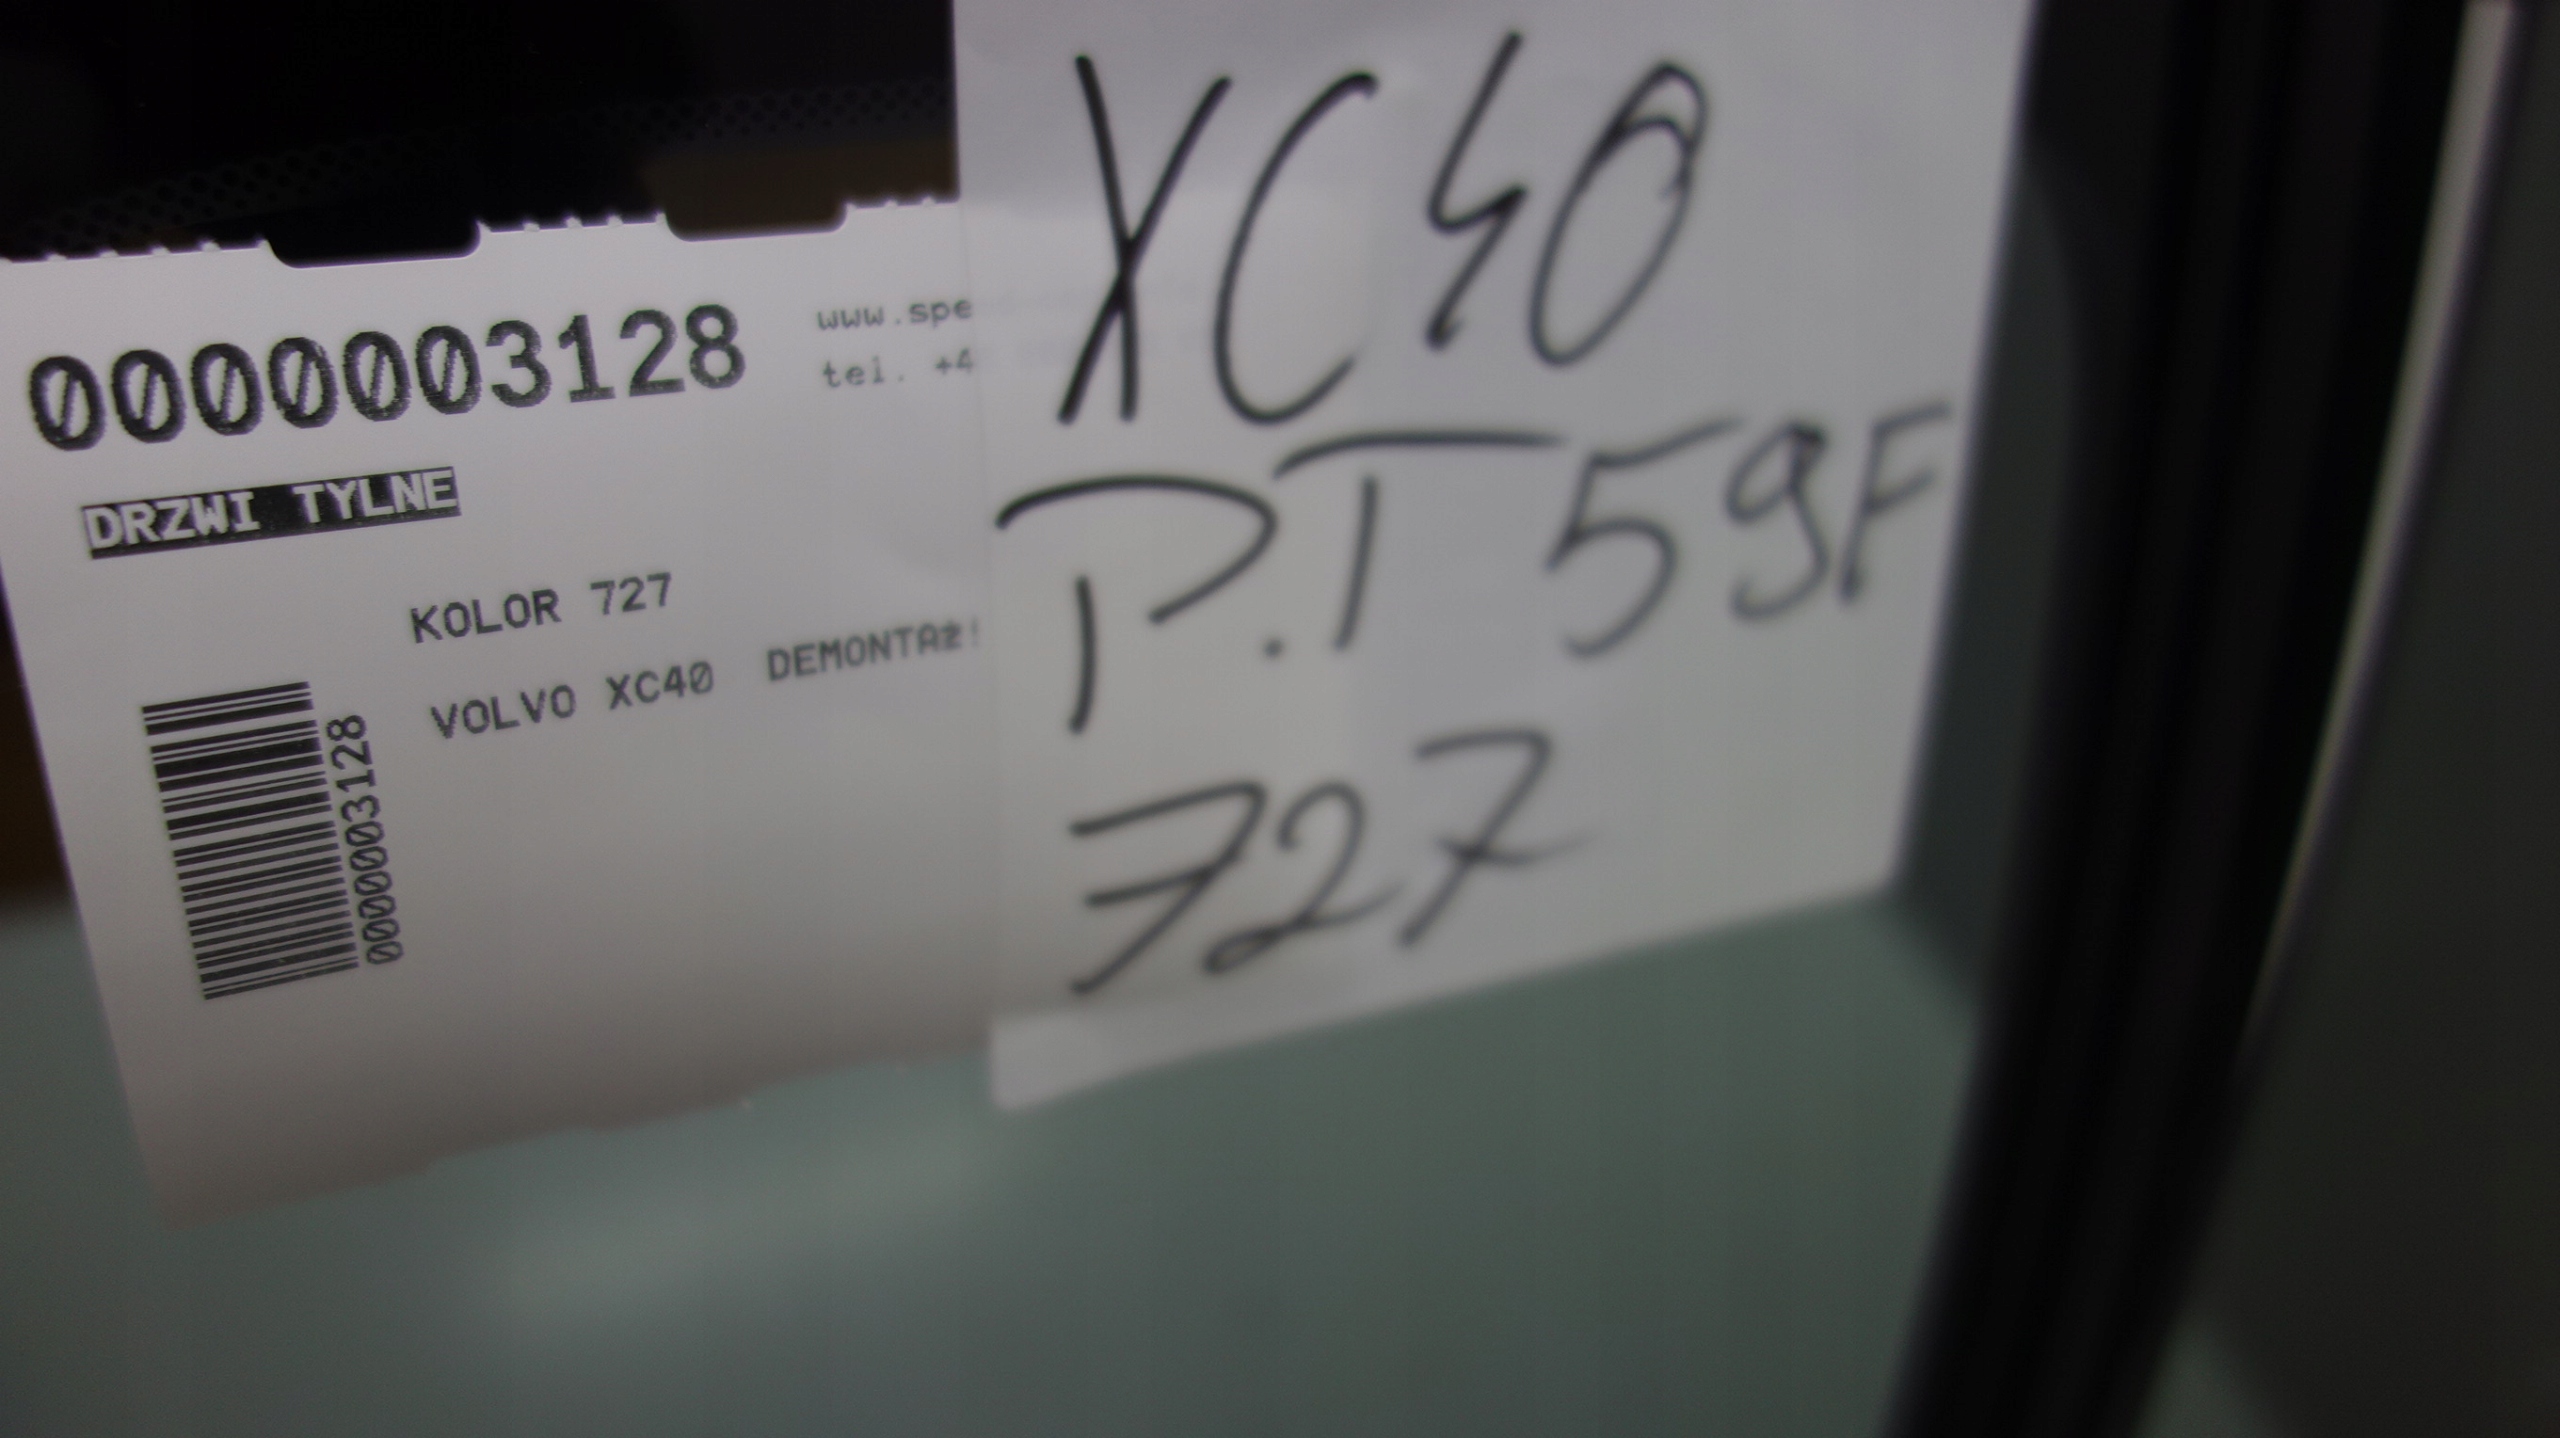 0000003128
www.spe
tel. +4
DRZWI TYLNE
KOLOR 727
VOLVO XC40 DEMONTAŻ!
0000003128
XC40
P.T 59F
727